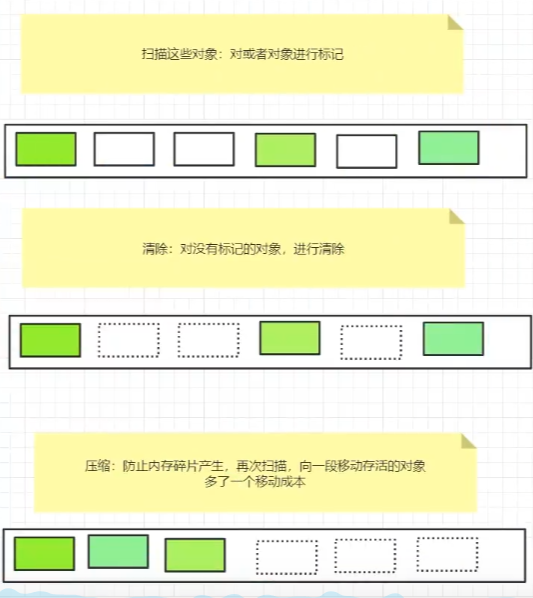 扫描这些对象：对或者对象进行标记
清除：对没有标记的对象，进行清除
压缩：防止内存碎片产生，再次扫描，向一段移动存活的对象
多了一个移动成本